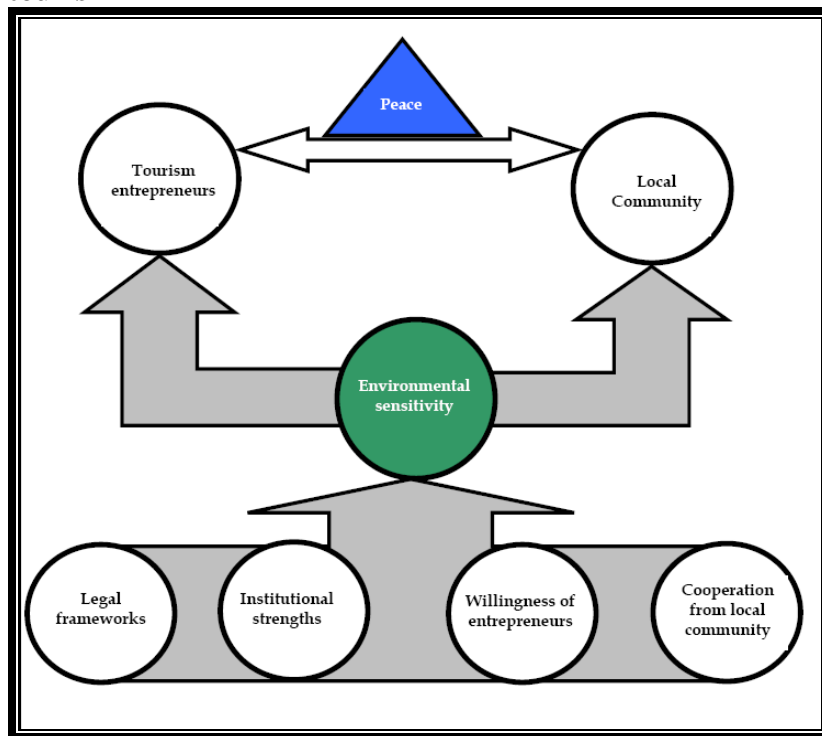 Peace
Tourism
entrepreneurs
Local
Community
Environmental
sensitivity
Legal
frameworks
Institutional
strengths
Willingness of
entrepreneurs
Cooperation
from local
community